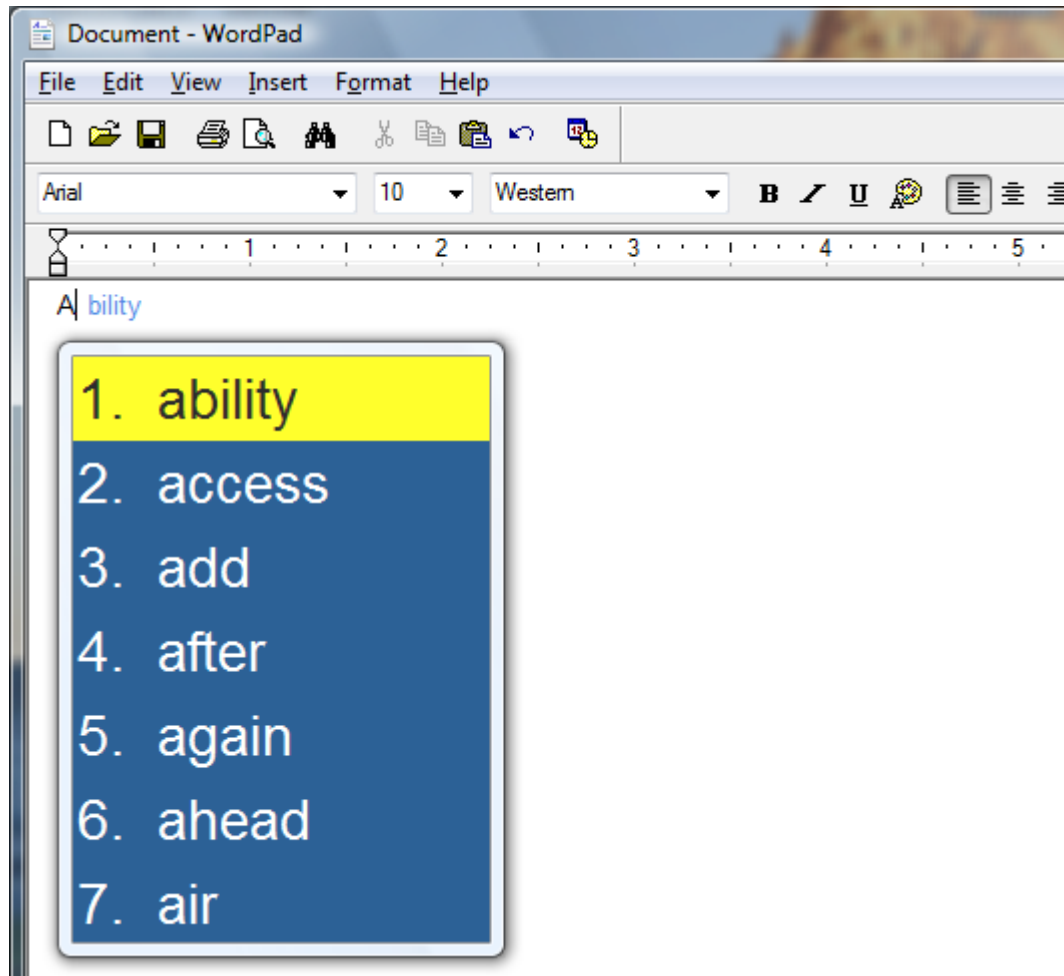 Document - WordPad
File Edit View Insert Format Help
Arial 10 Western B U A
1 2 3 4 5
A bility
1. ability
2. access
3. add
4. after
5. again
6. ahead
7. air